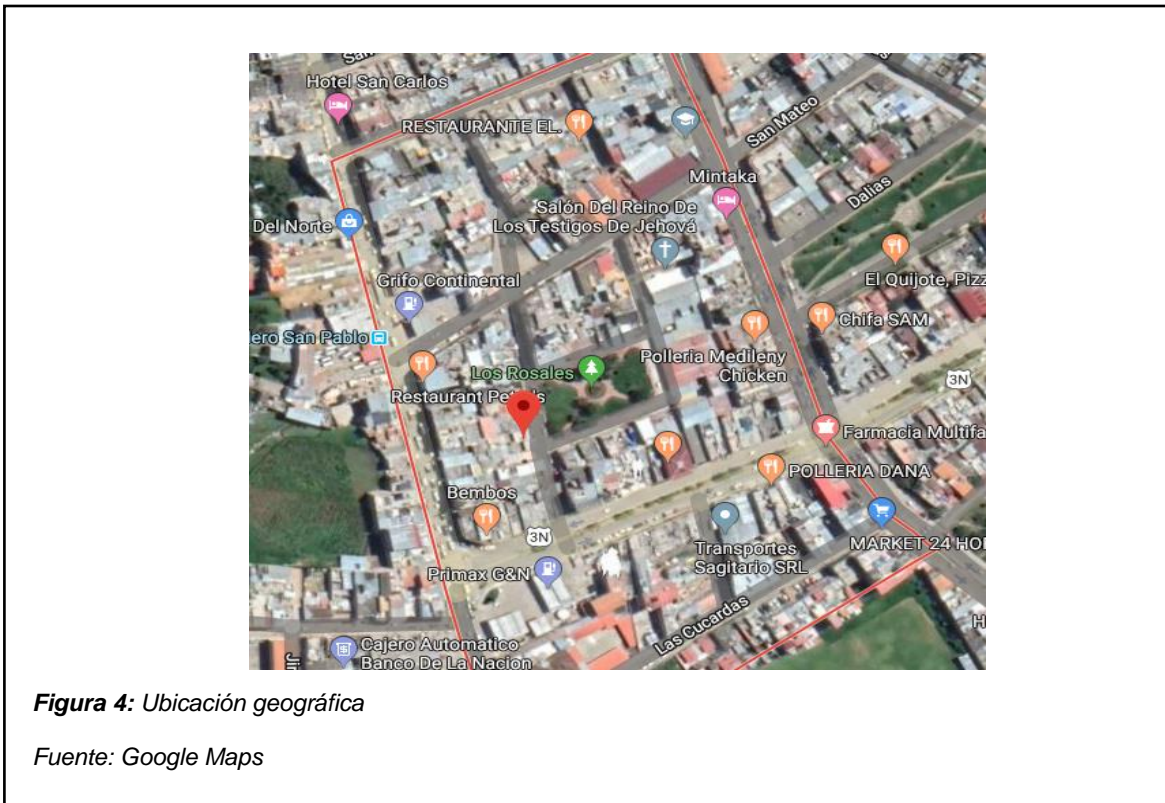 San
Hotel San Carlos
RESTAURANTE EL.
San Mateo
Mintaka
Dalias
Salón Del Reino De
Los Testigos De Jehová
Del Norte
El Quijote, Pizz
Grifo Continental
Chifa SAM
ero San Pablo
Polleria Medileny
Chicken
Los Rosales
3N
Restaurant Pe
Farmacia Multifa
POLLERIA DANA
Bembos
3N
Transportes
Sagitario SRL
MARKET 24 HO
Primax G&N
Las Cucardas
H
Cajero Automatico
Banco De La Nacion
Figura 4: Ubicación geográfica
Fuente: Google Maps